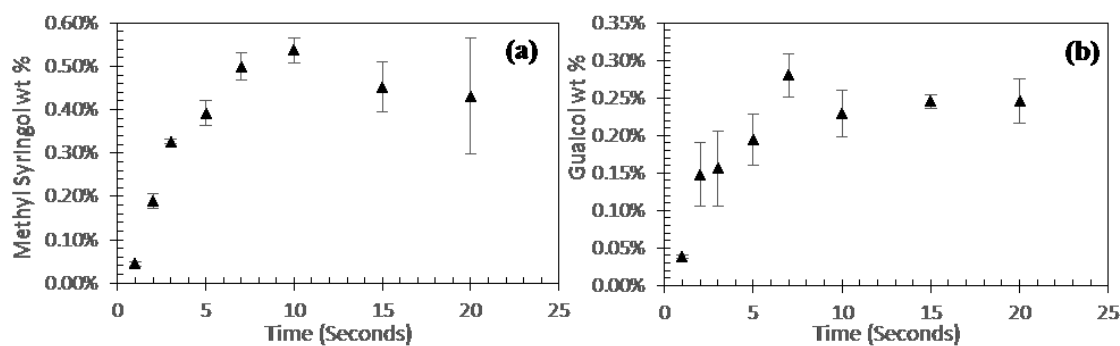 0.60%
0.50%
0.40%
0.30%
0.20%
0.10%
0.00%
Methyl Syringol wt %
(a)
0 5 10 15 20 25
Time (Seconds)
0.35%
0.30%
0.25%
0.20%
0.15%
0.10%
0.05%
0.00%
Guaicol wt %
(b)
0 5 10 15 20 25
Time (Seconds)